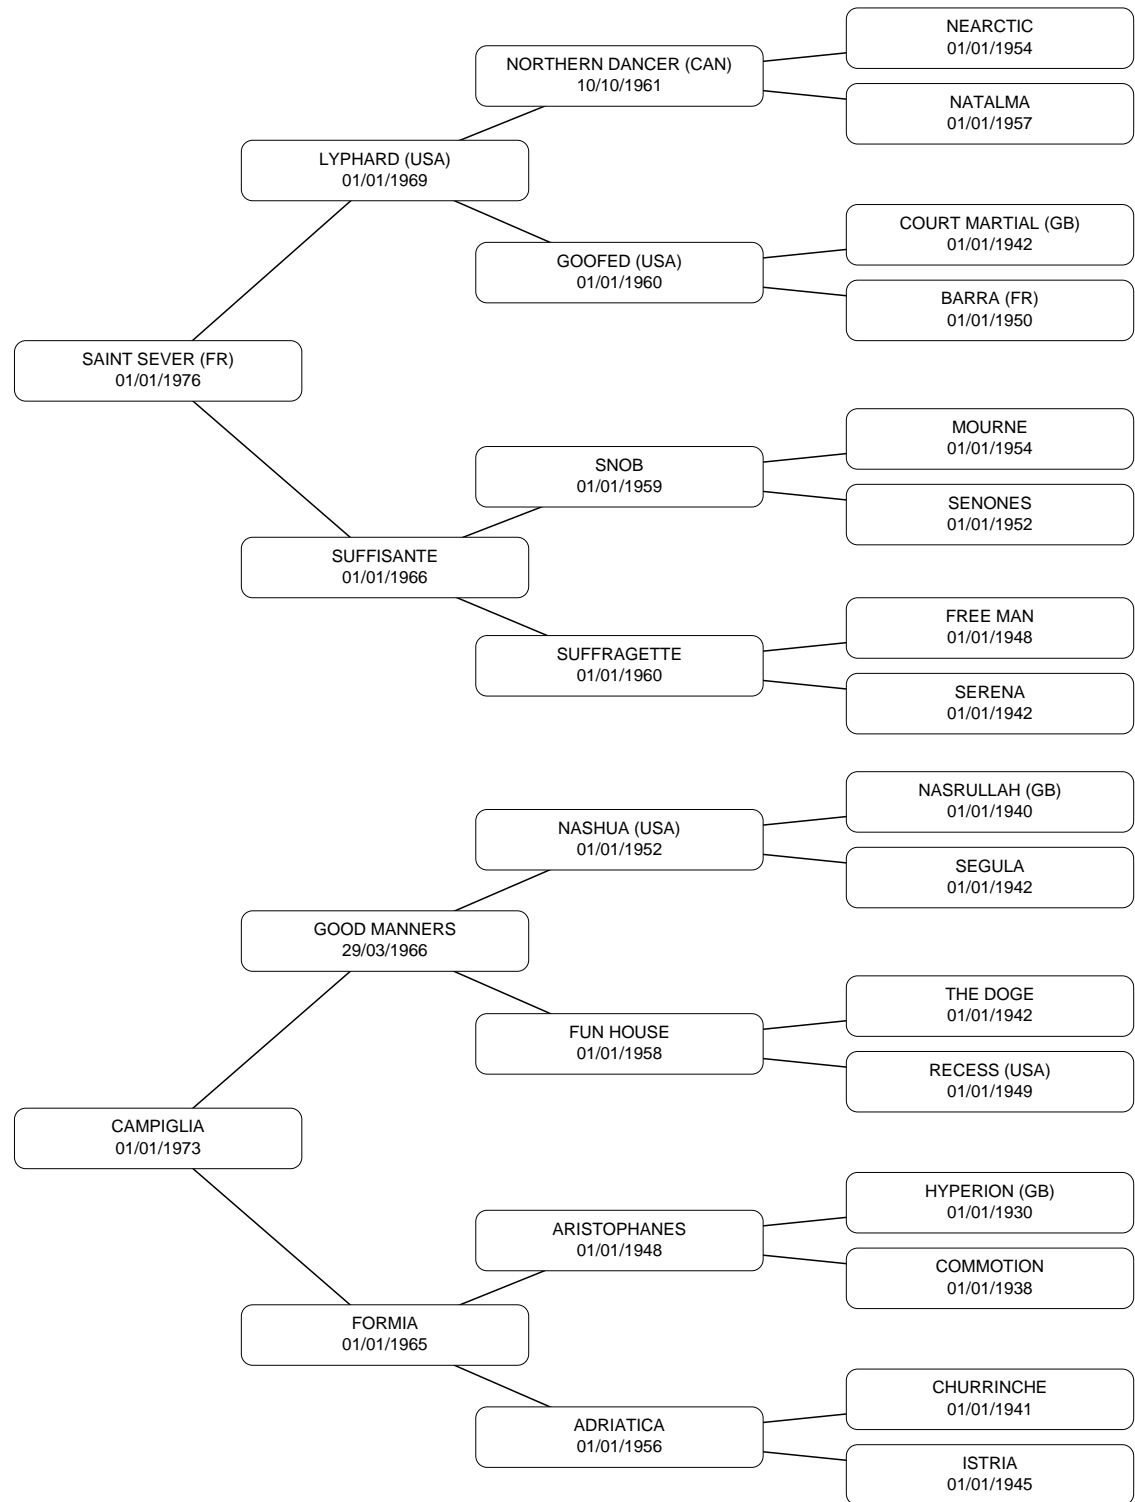 NEARCTIC
01/01/1954
NORTHERN DANCER (CAN)
10/10/1961
NATALMA
01/01/1957
LYPHARD (USA)
01/01/1969
COURT MARTIAL (GB)
01/01/1942
GOOFED (USA)
01/01/1960
BARRA (FR)
01/01/1950
SAINT SEVER (FR)
01/01/1976
MOURNE
01/01/1954
SNOB
01/01/1959
SENONES
01/01/1952
SUFFISANTE
01/01/1966
FREE MAN
01/01/1948
SUFFRAGETTE
01/01/1960
SERENA
01/01/1942
NASRULLAH (GB)
01/01/1940
NASHUA (USA)
01/01/1952
SEGULA
01/01/1942
GOOD MANNERS
29/03/1966
THE DOGE
01/01/1942
FUN HOUSE
01/01/1958
RECESS (USA)
01/01/1949
CAMPIGLIA
01/01/1973
HYPERION (GB)
01/01/1930
ARISTOPHANES
01/01/1948
COMMOTION
01/01/1938
FORMIA
01/01/1965
CHURRINCHE
01/01/1941
ADRIATICA
01/01/1956
ISTRIA
01/01/1945